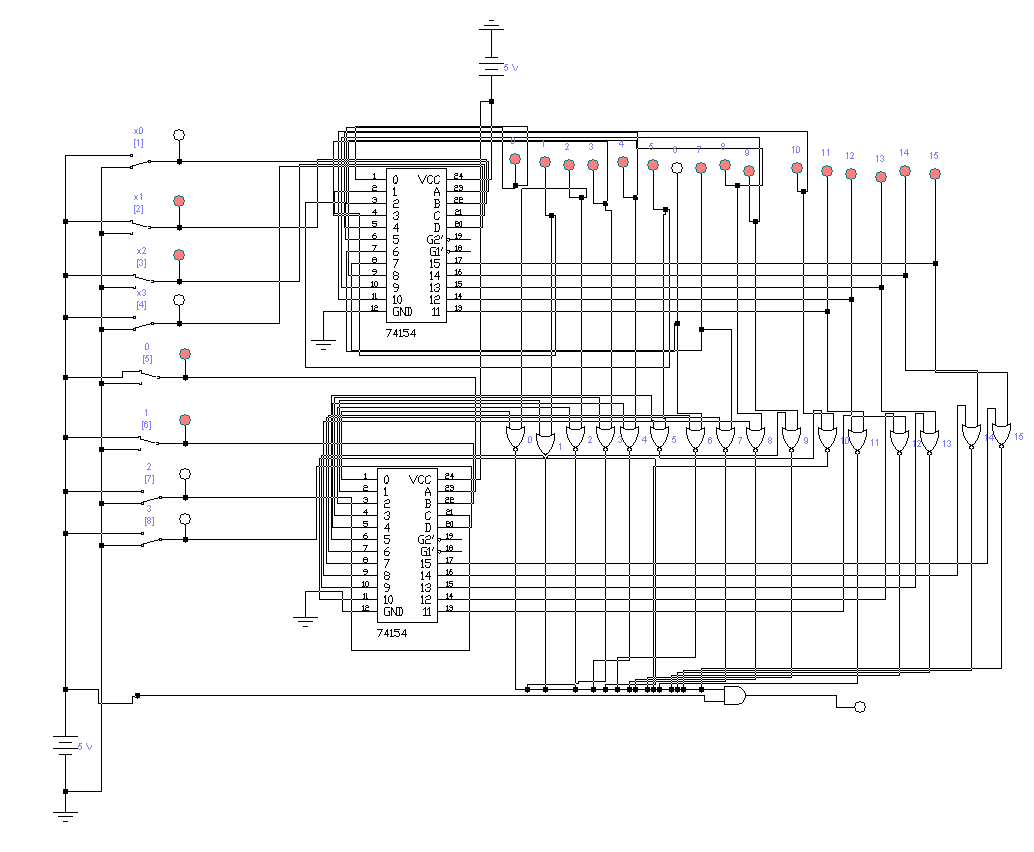 5 V
x0
[1]
x1
[2]
x2
[3]
x3
[4]
0
[5]
1
[6]
2
[7]
3
[8]
1 2 3 4 5 6 7 8 9 10 11 12 13 14 15
1 0 VCC 24
2 1 A 23
3 2 B 22
4 3 C 21
5 4 D 20
6 5 G2' 19
7 6 G1' 18
8 7 15 17
9 8 14 16
10 9 13 15
11 10 12 14
12 GND 11 13
74154
0 1 2 3 4 5 6 7 8 9 10 11 12 13 14 15
1 0 VCC 24
2 1 A 23
3 2 B 22
4 3 C 21
5 4 D 20
6 5 G2' 19
7 6 G1' 18
8 7 15 17
9 8 14 16
10 9 13 15
11 10 12 14
12 GND 11 13
74154
5 V